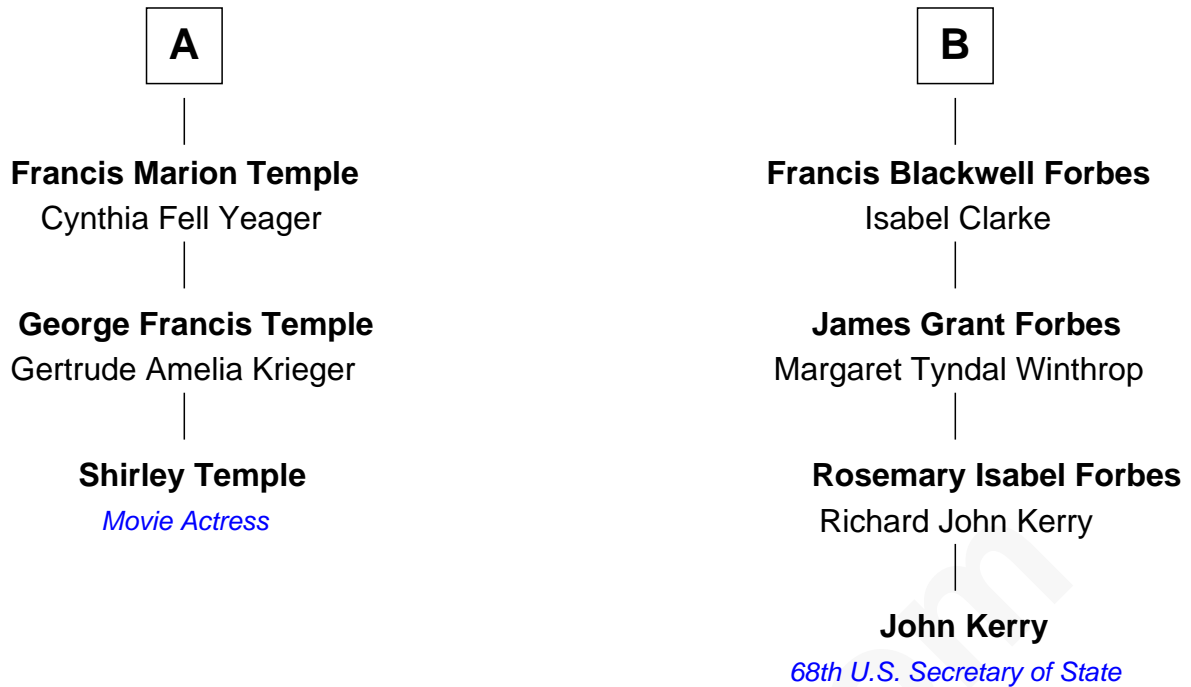 A
Francis Marion Temple
Cynthia Fell Yeager
George Francis Temple
Gertrude Amelia Krieger
Shirley Temple
Movie Actress
B
Francis Blackwell Forbes
Isabel Clarke
James Grant Forbes
Margaret Tyndal Winthrop
Rosemary Isabel Forbes
Richard John Kerry
John Kerry
68th U.S. Secretary of State